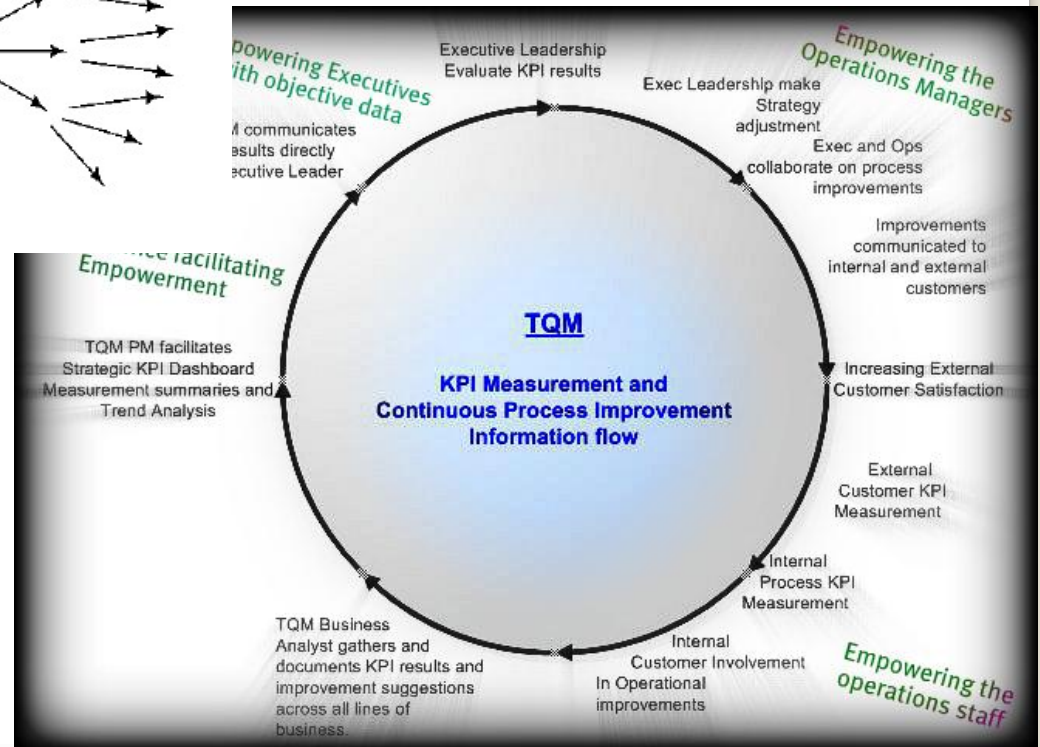 Executive Leadership
Evaluate KPI results
Exec Leadership make
Strategy
adjustment
Empowering the
Operations Managers
Exec and Ops
collaborate on process
improvements
Improvements
communicated to
internal and external
customers
Increasing External
Customer Satisfaction
External
Customer KPI
Measurement
Internal
Process KPI
Measurement
Empowering the
operations staff
Internal
Customer Involvement
In Operational
improvements
TQM Business
Analyst gathers and
documents KPI results and
improvement suggestions
across all lines of
business.
TQM PM facilitates
Strategic KPI Dashboard
Measurement summaries and
Trend Analysis
facilitating
Empowerment
communicates
directly
Leader
Executives
objective data
TQM
KPI Measurement and
Continuous Process Improvement
Information flow